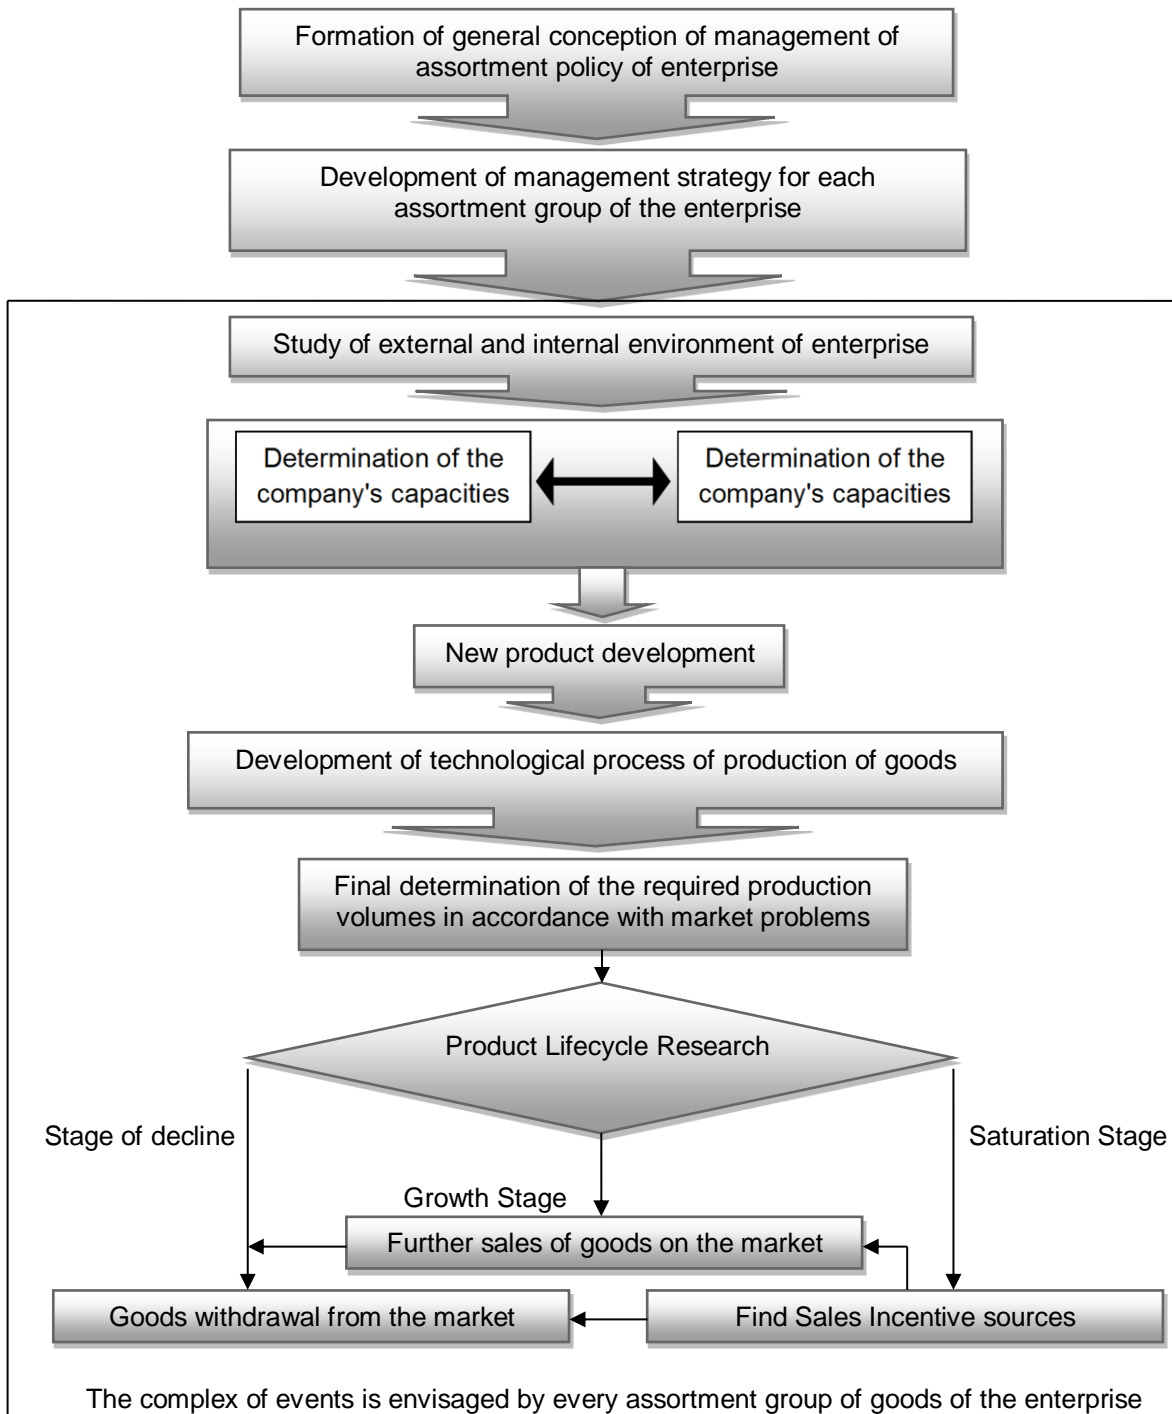 Formation of general conception of management of
assortment policy of enterprise
Development of management strategy for each
assortment group of the enterprise
Study of external and internal environment of enterprise
Determination of the
company's capacities
Determination of the
company's capacities
New product development
Development of technological process of production of goods
Final determination of the required production
volumes in accordance with market problems
Product Lifecycle Research
Stage of decline
Saturation Stage
Growth Stage
Further sales of goods on the market
Goods withdrawal from the market
Find Sales Incentive sources
The complex of events is envisaged by every assortment group of goods of the enterprise